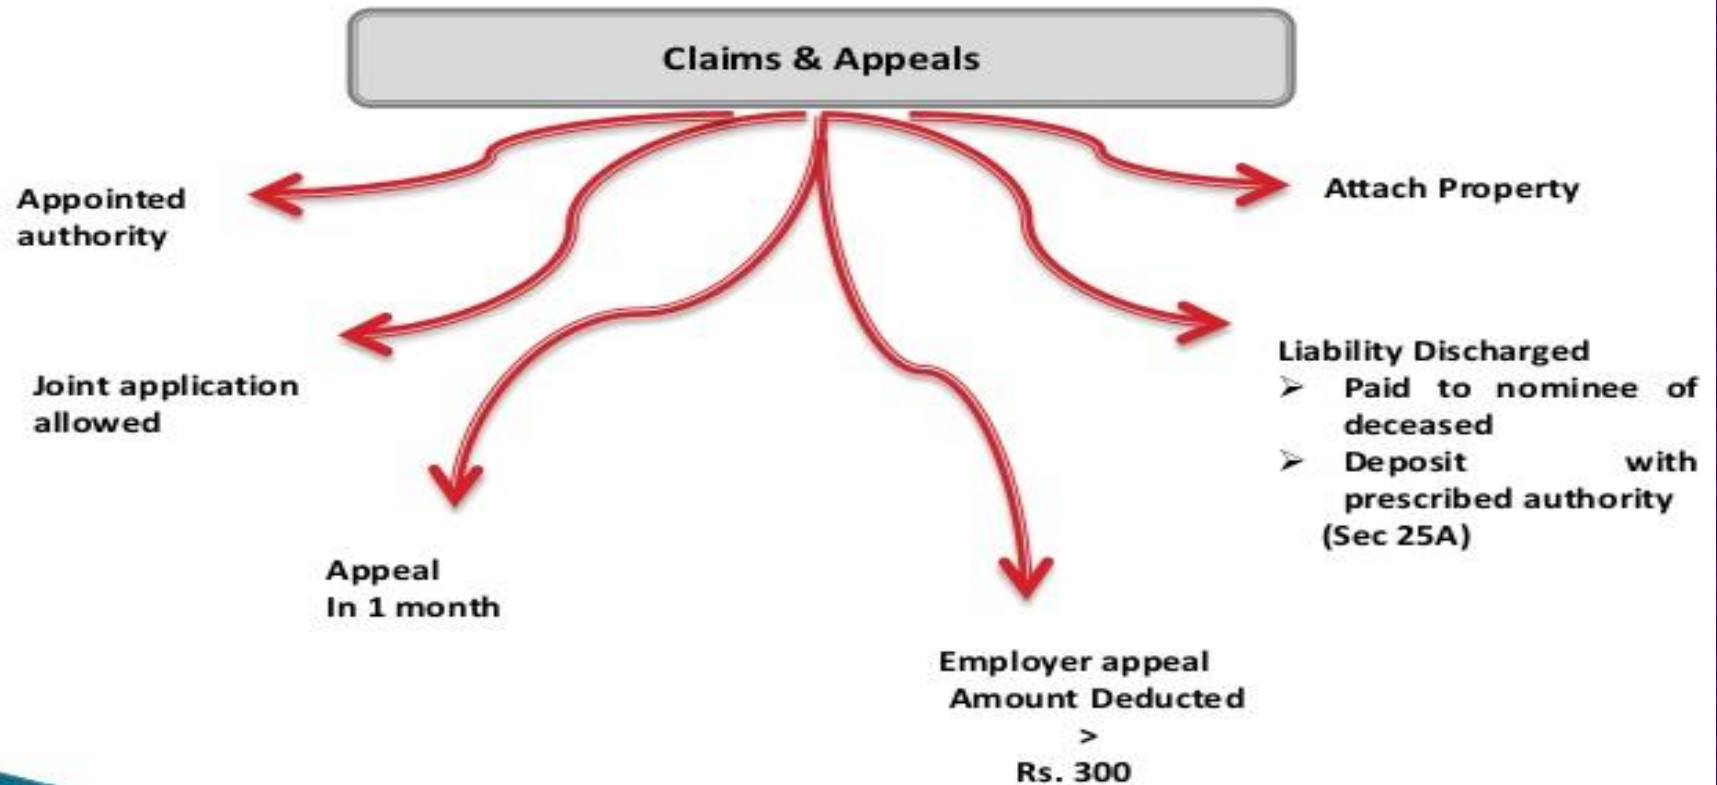 Claims & Appeals
Appointed
authority
Attach Property
Joint application
allowed
Liability Discharged
➢ Paid to nominee of
deceased
➢ Deposit with
prescribed authority
(Sec 25A)
Appeal
In 1 month
Employer appeal
Amount Deducted
>
Rs. 300